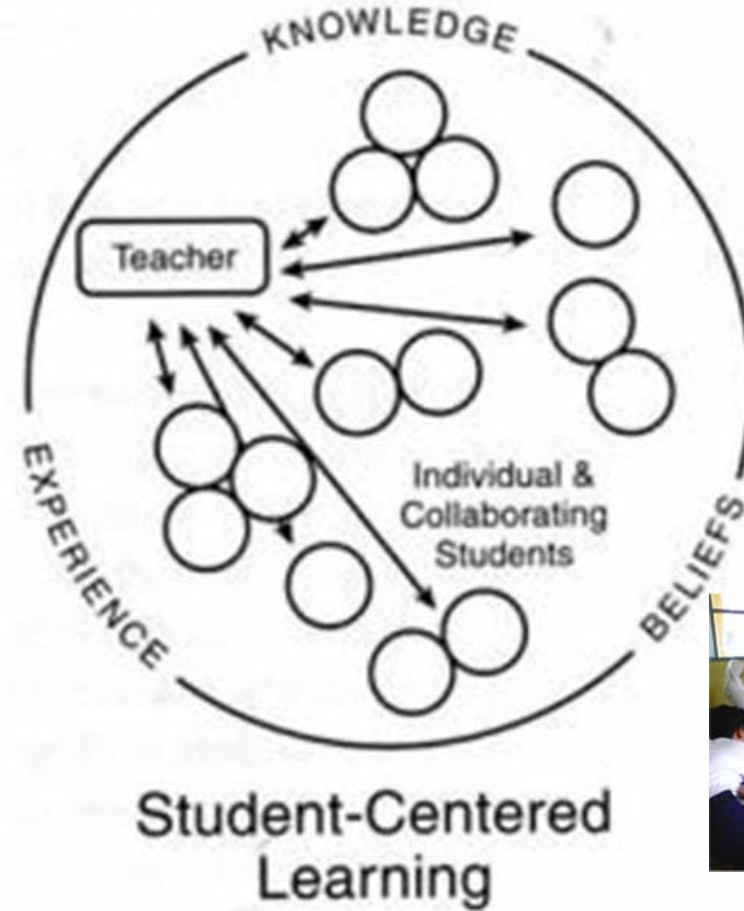 KNOWLEDGE
Teacher
EXPERIENCE
Individual &
Collaborating
Students
BELIEFS
Student-Centered
Learning